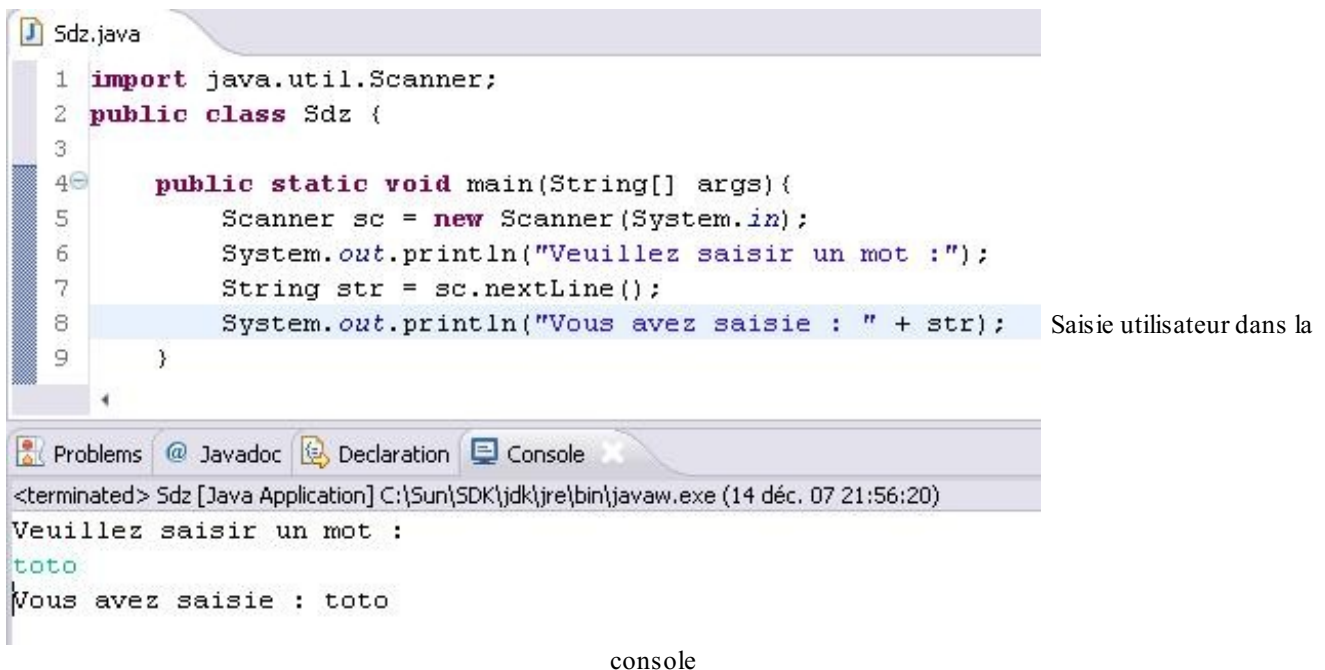 Sdz.java
1 import java.util.Scanner;
2 public class Sdz {
3
4 public static void main(String[] args){
5 Scanner sc = new Scanner(System.in);
6 System.out.println("Veuillez saisir un mot :");
7 String str = sc.nextLine();
8 System.out.println("Vous avez saisie : " + str);
9 }
Saisie utilisateur dans la
Problems @ Javadoc Declaration Console
<terminated> Sdz [Java Application] C:\Sun\SDK\jdk\jre\bin\javaw.exe (14 déc. 07 21:56:20)
Veuillez saisir un mot :
toto
Vous avez saisie : toto
console